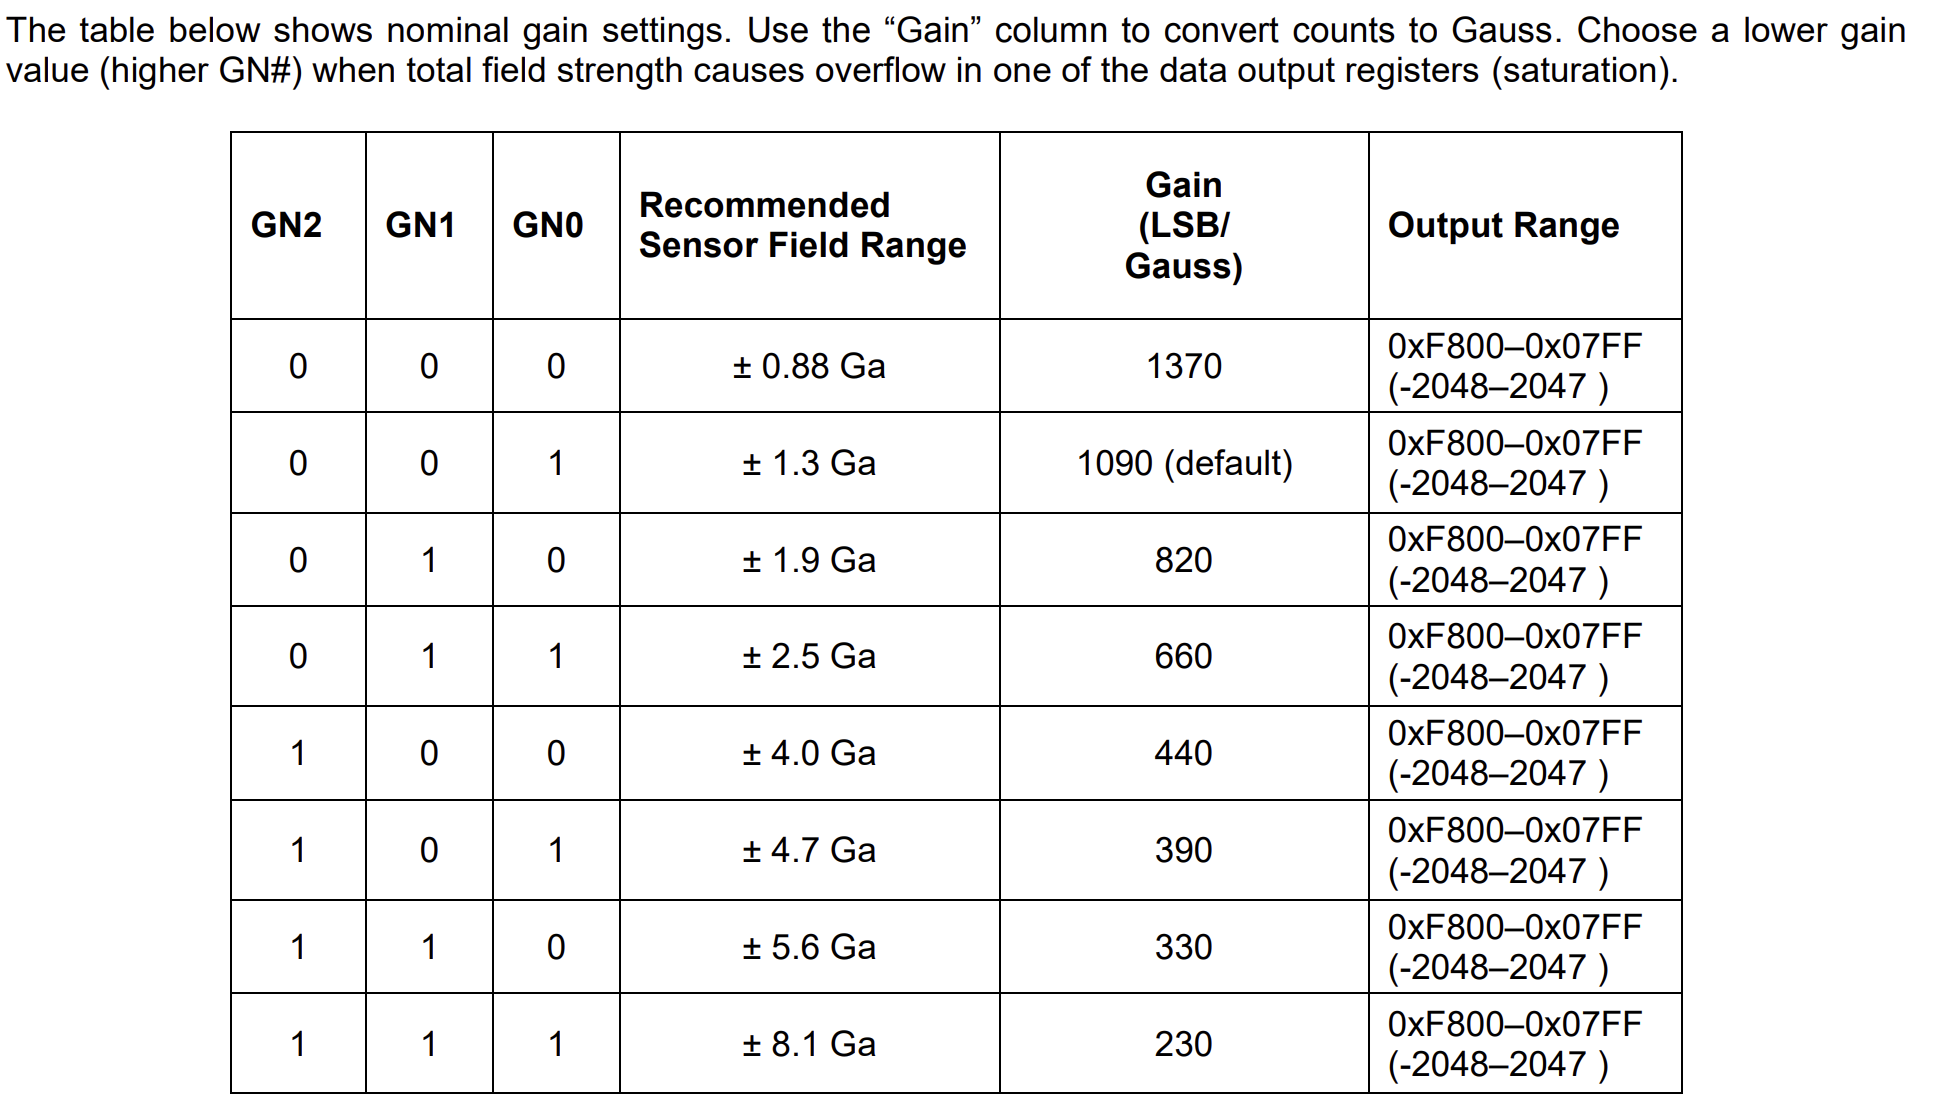 The table below shows nominal gain settings. Use the “Gain” column to convert counts to Gauss. Choose a lower gain
value (higher GN#) when total field strength causes overflow in one of the data output registers (saturation).
GN2 GN1 GN0 Recommended Sensor Field Range Gain (LSB/ Gauss) Output Range
0 0 0 ± 0.88 Ga 1370 0xF800–0x07FF
(-2048–2047 )
0 0 1 ± 1.3 Ga 1090 (default) 0xF800–0x07FF
(-2048–2047 )
0 1 0 ± 1.9 Ga 820 0xF800–0x07FF
(-2048–2047 )
0 1 1 ± 2.5 Ga 660 0xF800–0x07FF
(-2048–2047 )
1 0 0 ± 4.0 Ga 440 0xF800–0x07FF
(-2048–2047 )
1 0 1 ± 4.7 Ga 390 0xF800–0x07FF
(-2048–2047 )
1 1 0 ± 5.6 Ga 330 0xF800–0x07FF
(-2048–2047 )
1 1 1 ± 8.1 Ga 230 0xF800–0x07FF
(-2048–2047 )